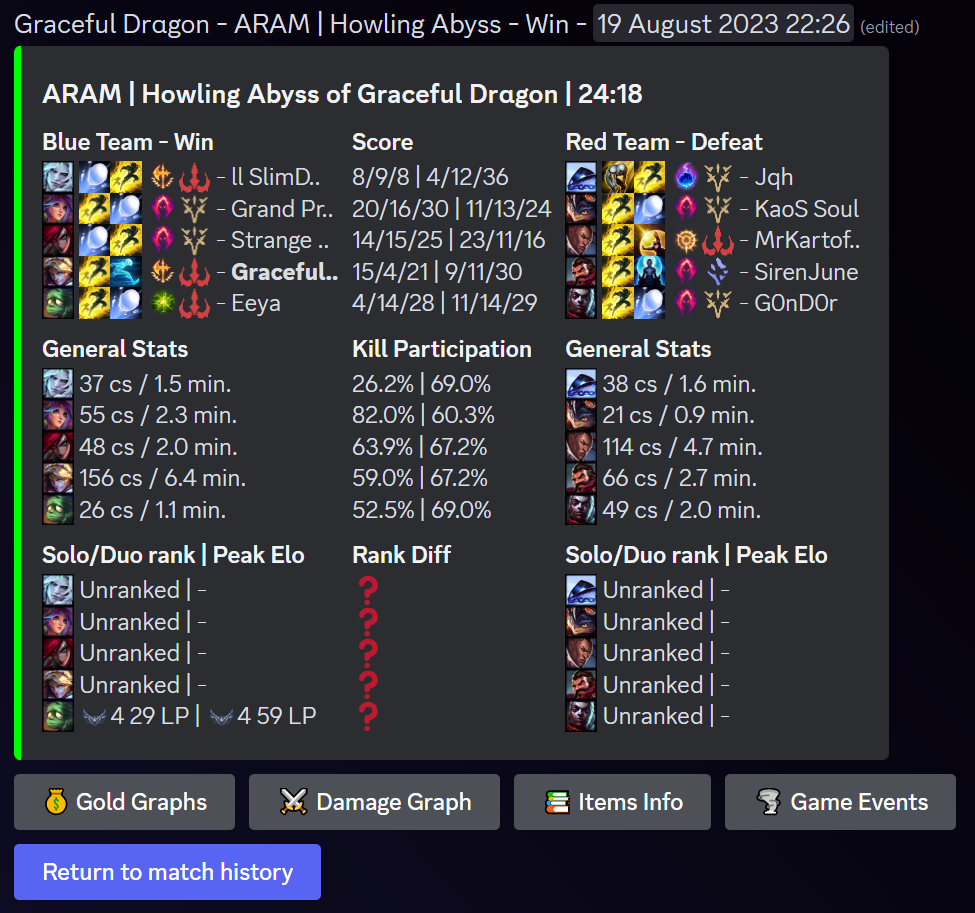 Graceful Dragon - ARAM | Howling Abyss - Win - 19 August 2023 22:26 (edited)
ARAM | Howling Abyss of Graceful Dragon | 24:18
Blue Team - Win Score Red Team - Defeat
- ll SlimD.. 8/9/8 | 4/12/36 - Jqh
- Grand Pr.. 20/16/30 | 11/13/24 - KaoS Soul
- Strange .. 14/15/25 | 23/11/16 - MrKartof..
- Graceful.. 15/4/21 | 9/11/30 - SirenJune
- Eeya 4/14/28 | 11/14/29 - G0nD0r
General Stats Kill Participation General Stats
37 cs / 1.5 min. 26.2% | 69.0% 38 cs / 1.6 min.
55 cs / 2.3 min. 82.0% | 60.3% 21 cs / 0.9 min.
48 cs / 2.0 min. 63.9% | 67.2% 114 cs / 4.7 min.
156 cs / 6.4 min. 59.0% | 67.2% 66 cs / 2.7 min.
26 cs / 1.1 min. 52.5% | 69.0% 49 cs / 2.0 min.
Solo/Duo rank | Peak Elo Rank Diff Solo/Duo rank | Peak Elo
Unranked | - ❓ Unranked | -
Unranked | - ❓ Unranked | -
Unranked | - ❓ Unranked | -
Unranked | - ❓ Unranked | -
4 29 LP | 4 59 LP ❓ Unranked | -
Gold Graphs Damage Graph Items Info Game Events
Return to match history